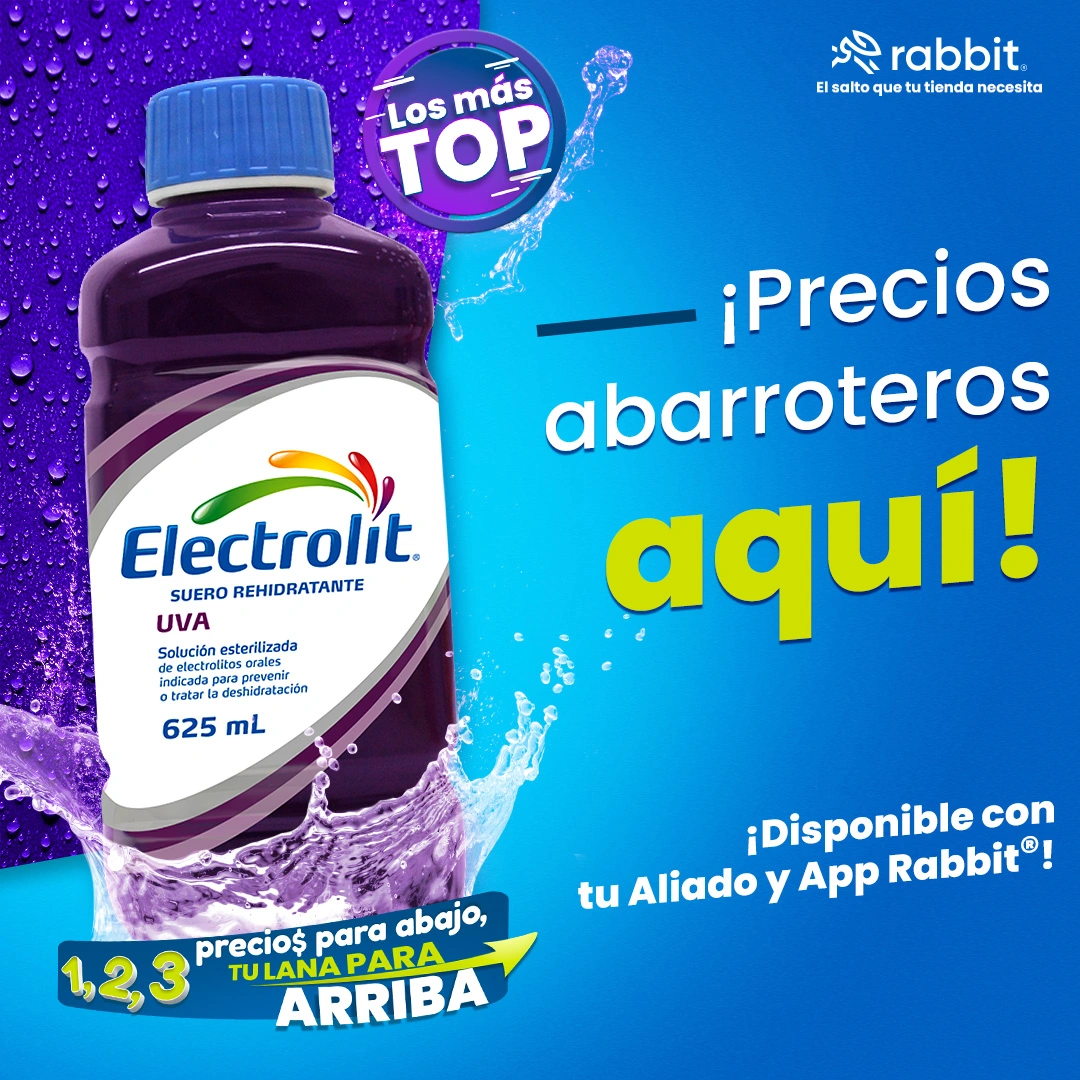 Los más
TOP
rabbit®
El salto que tu tienda necesita
¡Precios
abarroteros
aquí!
Electrolit®
SUERO REHIDRATANTE
UVA
Solución esterilizada
de electrolitos orales
indicada para prevenir
o tratar la deshidratación
625 mL
¡Disponible con
tu Aliado y App Rabbit®!
1,2,3 precio$ para abajo,
TU LANA PARA
ARRIBA